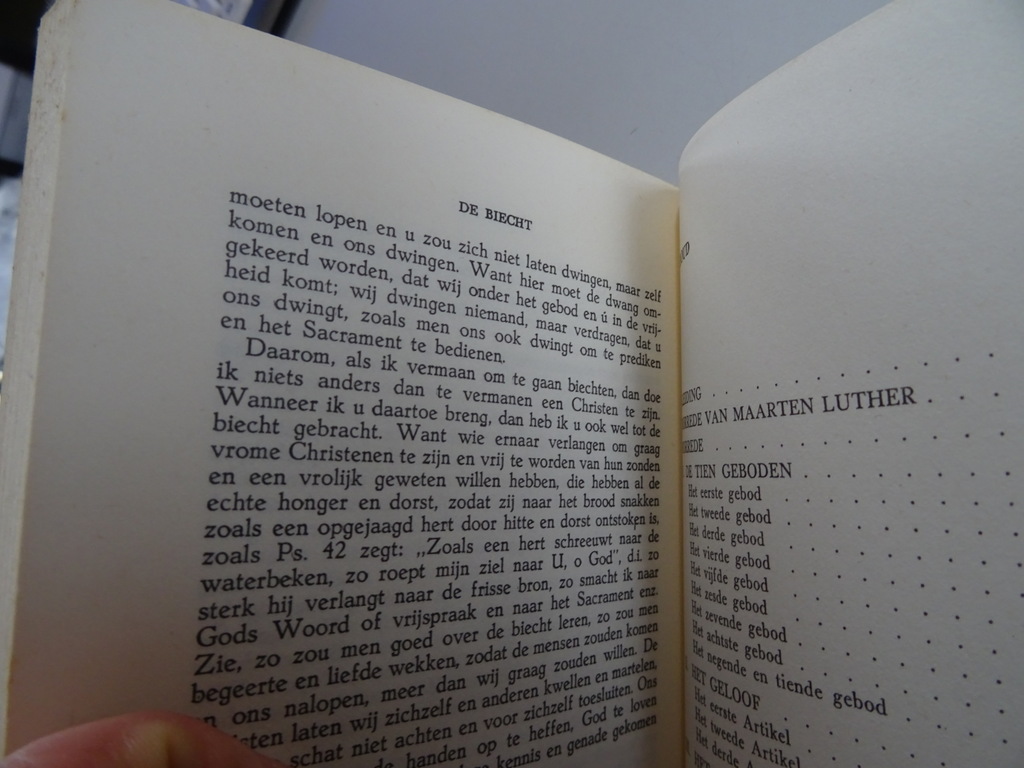 DE BIECHT
moeten lopen en u zou zich niet laten dwingen, maar zelf
komen en ons dwingen. Want hier moet de dwang om-
gekeerd worden, dat wij onder het gebod en ú in de vrij-
heid komt; wij dwingen niemand, maar verdragen, dat u
ons dwingt, zoals men ons ook dwingt om te prediken
en het Sacrament te bedienen.
Daarom, als ik vermaan om te gaan biechten, dan doe
ik niets anders dan te vermanen een Christen te zijn.
Wanneer ik u daartoe breng, dan heb ik u ook wel tot de
biecht gebracht. Want wie ernaar verlangen om graag
vrome Christenen te zijn en vrij te worden van hun zonden
en een vrolijk geweten willen hebben, die hebben al de
echte honger en dorst, zodat zij naar het brood snakken
zoals een opgejaagd hert door hitte en dorst ontstoken is,
zoals Ps. 42 zegt: „Zoals een hert schreeuwt naar de
waterbeken, zo roept mijn ziel naar U, o God", d.i. zo
sterk hij verlangt naar de frisse bron, zo smacht ik naar
Gods Woord of vrijspraak en naar het Sacrament enz.
Zie, zo zou men goed over de biecht leren, zo zou men
begeerte en liefde wekken, zodat de mensen zouden komen
en ons nalopen, meer dan wij graag zouden willen. De
laten wij zichzelf en anderen kwellen en martelen,
schat niet achten en voor zichzelf toesluiten. Ons
handen op te heffen, God te loven
kennis en genade gekomen
VAN MAARTEN LUTHER . . .
DE TIEN GEBODEN . . . . . .
Het eerste gebod . . . . . .
Het tweede gebod . . . . . .
Het derde gebod . . . . . .
Het vierde gebod . . . . . .
Het vijfde gebod . . . . . .
Het zesde gebod . . . . . .
Het zevende gebod . . . . . .
Het achtste gebod . . . . . .
Het negende en tiende gebod . . .
HET GELOOF . . . . . .
Het eerste Artikel . . . . .
Het tweede Artikel . . . . .
Het derde